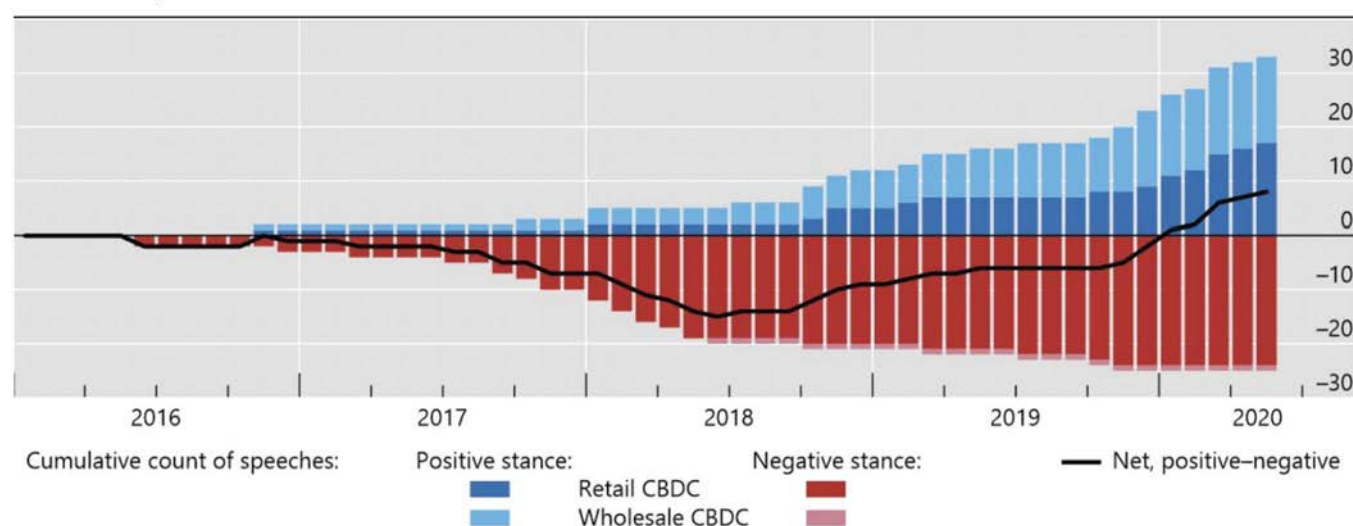 30
20
10
0
−10
−20
−30
2016 2017 2018 2019 2020
Cumulative count of speeches: Positive stance: Negative stance: Net, positive–negative
Retail CBDC
Wholesale CBDC